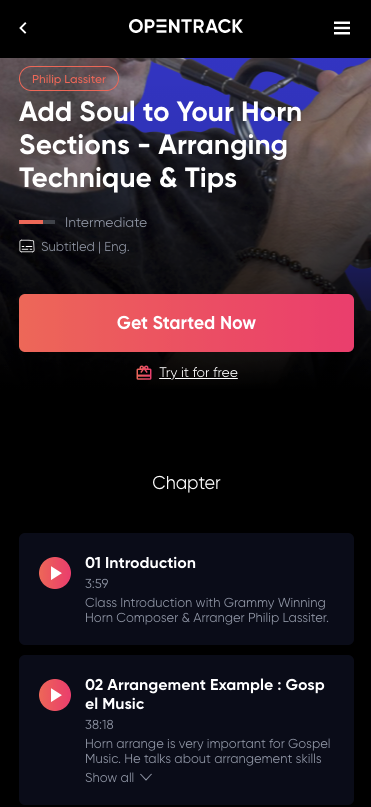 OPENTRACK
Philip Lassiter
Add Soul to Your Horn
Sections - Arranging
Technique & Tips
Intermediate
Subtitled | Eng.
Get Started Now
Try it for free
Chapter
01 Introduction
3:59
Class Introduction with Grammy Winning
Horn Composer & Arranger Philip Lassiter.
02 Arrangement Example : Gosp
el Music
38:18
Horn arrange is very important for Gospel
Music. He talks about arrangement skills
Show all